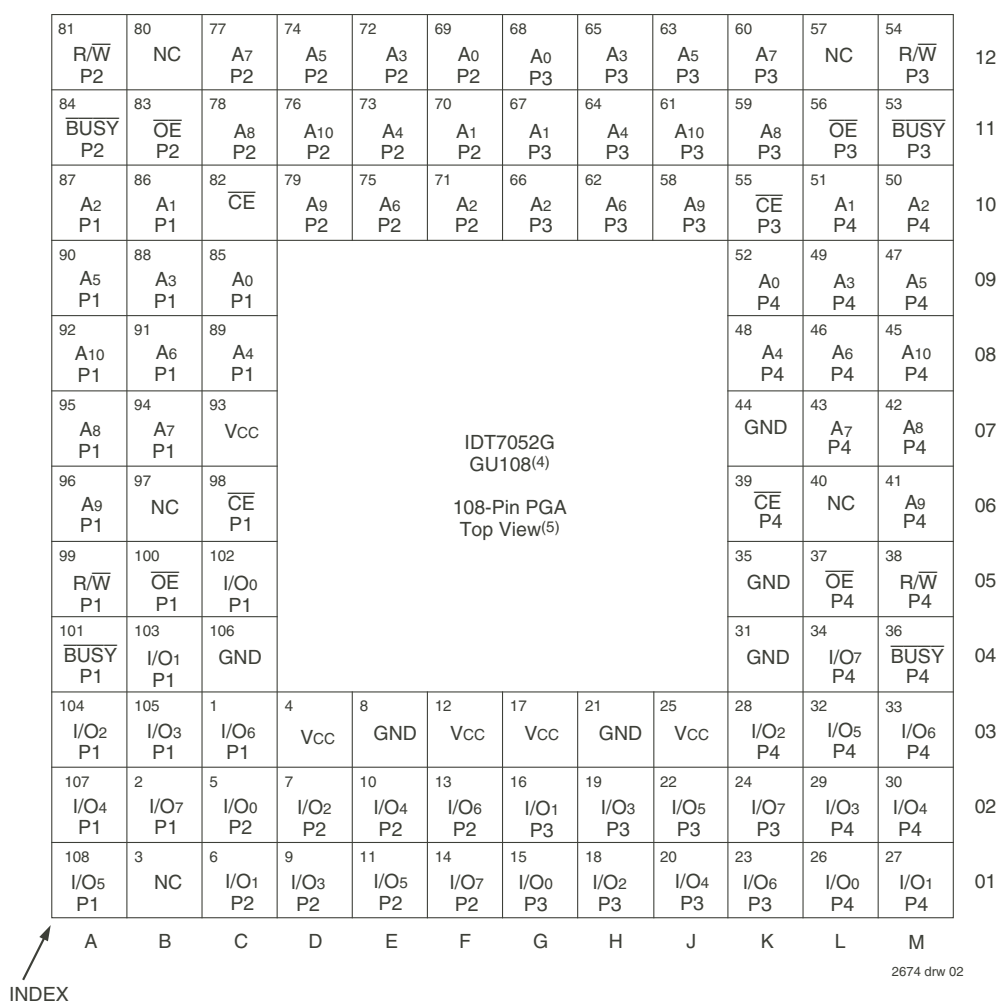 81 80 77 74 72 69 68 65 63 60 57 54
R/W̅ NC A7 A5 A3 A0 A0 A3 A5 A7 NC R/W̅ 12
P2 P2 P2 P2 P2 P3 P3 P3 P3 P3
84 83 78 76 73 70 67 64 61 59 56 53
B̅U̅S̅Y̅ O̅E̅ A8 A10 A4 A1 A1 A4 A10 A8 O̅E̅ B̅U̅S̅Y̅ 11
P2 P2 P2 P2 P2 P2 P3 P3 P3 P3 P3 P3
87 86 82 79 75 71 66 62 58 55 51 50
A2 A1 C̅E̅ A9 A6 A2 A2 A6 A9 C̅E̅ A1 A2 10
P1 P1 P2 P2 P2 P3 P3 P3 P3 P4 P4
90 88 85 52 49 47
A5 A3 A0 A0 A3 A5 09
P1 P1 P1 P4 P4 P4
92 91 89 48 46 45
A10 A6 A4 A4 A6 A10 08
P1 P1 P1 P4 P4 P4
95 94 93 44 43 42
A8 A7 VCC GND A7 A8 07
P1 P1 P4 P4
IDT7052G
GU108(4)
108-Pin PGA
Top View(5)
96 97 98 39 40 41
A9 NC C̅E̅ C̅E̅ NC A9 06
P1 P1 P4 P4
99 100 102 35 37 38
R/W̅ O̅E̅ I/O0 GND O̅E̅ R/W̅ 05
P1 P1 P1 P4 P4
101 103 106 31 34 36
B̅U̅S̅Y̅ I/O1 GND GND I/O7 B̅U̅S̅Y̅ 04
P1 P1 P4 P4
104 105 1 4 8 12 17 21 25 28 32 33
I/O2 I/O3 I/O6 VCC GND VCC VCC GND VCC I/O2 I/O5 I/O6 03
P1 P1 P1 P4 P4 P4
107 2 5 7 10 13 16 19 22 24 29 30
I/O4 I/O7 I/O0 I/O2 I/O4 I/O6 I/O1 I/O3 I/O5 I/O7 I/O3 I/O4 02
P1 P1 P2 P2 P2 P2 P3 P3 P3 P3 P4 P4
108 3 6 9 11 14 15 18 20 23 26 27
I/O5 NC I/O1 I/O3 I/O5 I/O7 I/O0 I/O2 I/O4 I/O6 I/O0 I/O1 01
P1 P2 P2 P2 P2 P3 P3 P3 P3 P4 P4
A B C D E F G H J K L M
2674 drw 02
INDEX